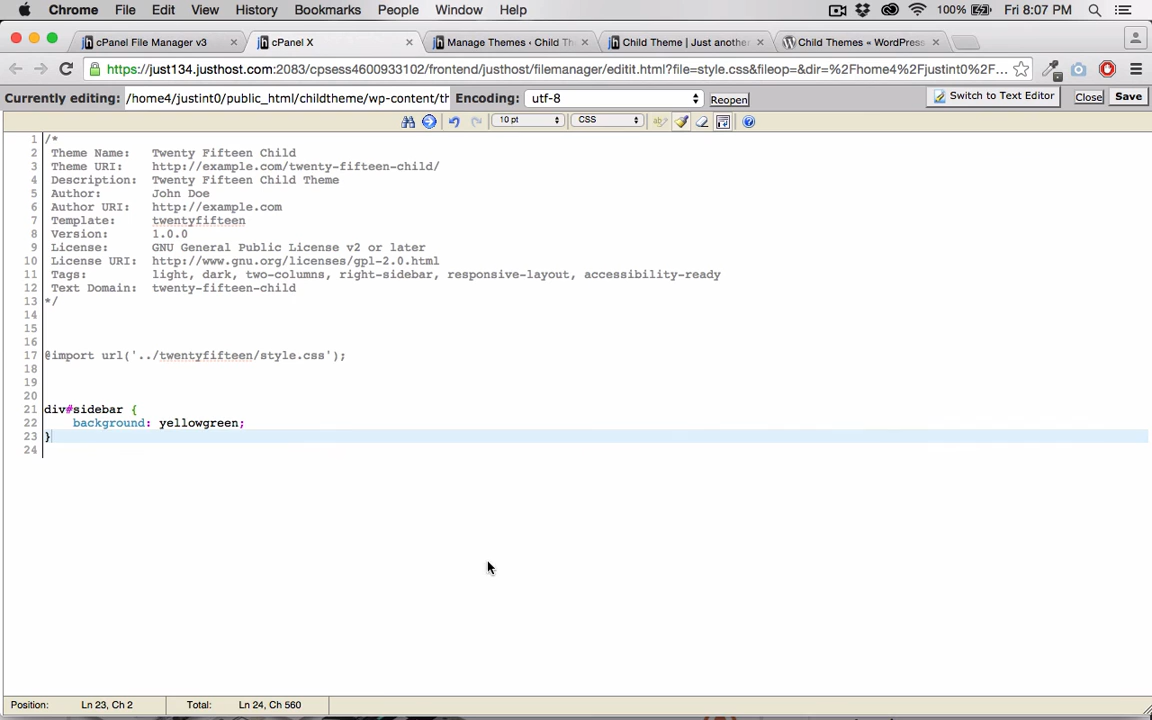 Chrome File Edit View History Bookmarks People Window Help 100% Fri 8:07 PM
cPanel File Manager v3 cPanel X Manage Themes ‹ Child Th Child Theme | Just another Child Themes « WordPress
https://just134.justhost.com:2083/cpsess4600933102/frontend/justhost/filemanager/editit.html?file=style.css&fileop=&dir=%2Fhome4%2Fjustint0%2F...
Currently editing: /home4/justint0/public_html/childtheme/wp-content/th Encoding: utf-8 Reopen Switch to Text Editor Close Save
10 pt CSS
1 /*
2 Theme Name: Twenty Fifteen Child
3 Theme URI: http://example.com/twenty-fifteen-child/
4 Description: Twenty Fifteen Child Theme
5 Author: John Doe
6 Author URI: http://example.com
7 Template: twentyfifteen
8 Version: 1.0.0
9 License: GNU General Public License v2 or later
10 License URI: http://www.gnu.org/licenses/gpl-2.0.html
11 Tags: light, dark, two-columns, right-sidebar, responsive-layout, accessibility-ready
12 Text Domain: twenty-fifteen-child
13 */
14
15
16
17 @import url('../twentyfifteen/style.css');
18
19
20
21 div#sidebar {
22 background: yellowgreen;
23 }
24
Position: Ln 23, Ch 2 Total: Ln 24, Ch 560